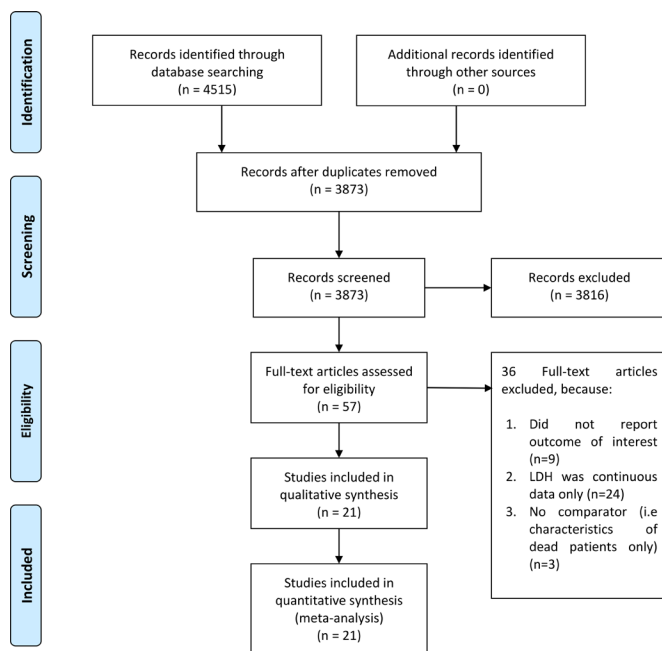 Identification
Records identified through
database searching
(n = 4515)
Additional records identified
through other sources
(n = 0)
Records after duplicates removed
(n = 3873)
Screening
Records screened
(n = 3873)
Records excluded
(n = 3816)
Eligibility
Full-text articles assessed
for eligibility
(n = 57)
36 Full-text articles
excluded, because:
1. Did not report
outcome of interest
(n=9)
2. LDH was continuous
data only (n=24)
3. No comparator (i.e
characteristics of
dead patients only)
(n=3)
Studies included in
qualitative synthesis
(n = 21)
Included
Studies included in
quantitative synthesis
(meta-analysis)
(n = 21)